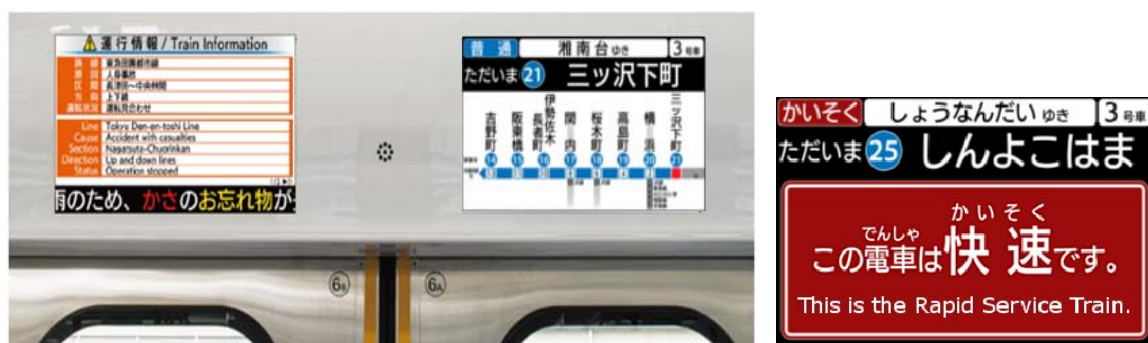 ⚠ 運行情報 / Train Information
路線 東急田園都市線
原因 人身事故
区間 長津田～中央林間
方向 上下線
運転状況 運転見合わせ
Line Tokyu Den-en-toshi Line
Cause Accident with casualties
Section Nagatsuta-Chuorinkan
Direction Up and down lines
Status Operation stopped
1/2
雨のため、かさのお忘れ物が
普通 湘南台ゆき 3号車
ただいま 21 三ッ沢下町
吉野町
阪東橋
伊勢佐木長者町
関内
桜木町
高島町
横浜
三ッ沢下町
14 15 16 17 18 19 20 21
6B 6A
かいそく しょうなんだい ゆき 3号車
ただいま 25 しんよこはま
でんしゃ かいそく
この電車は快速です。
This is the Rapid Service Train.